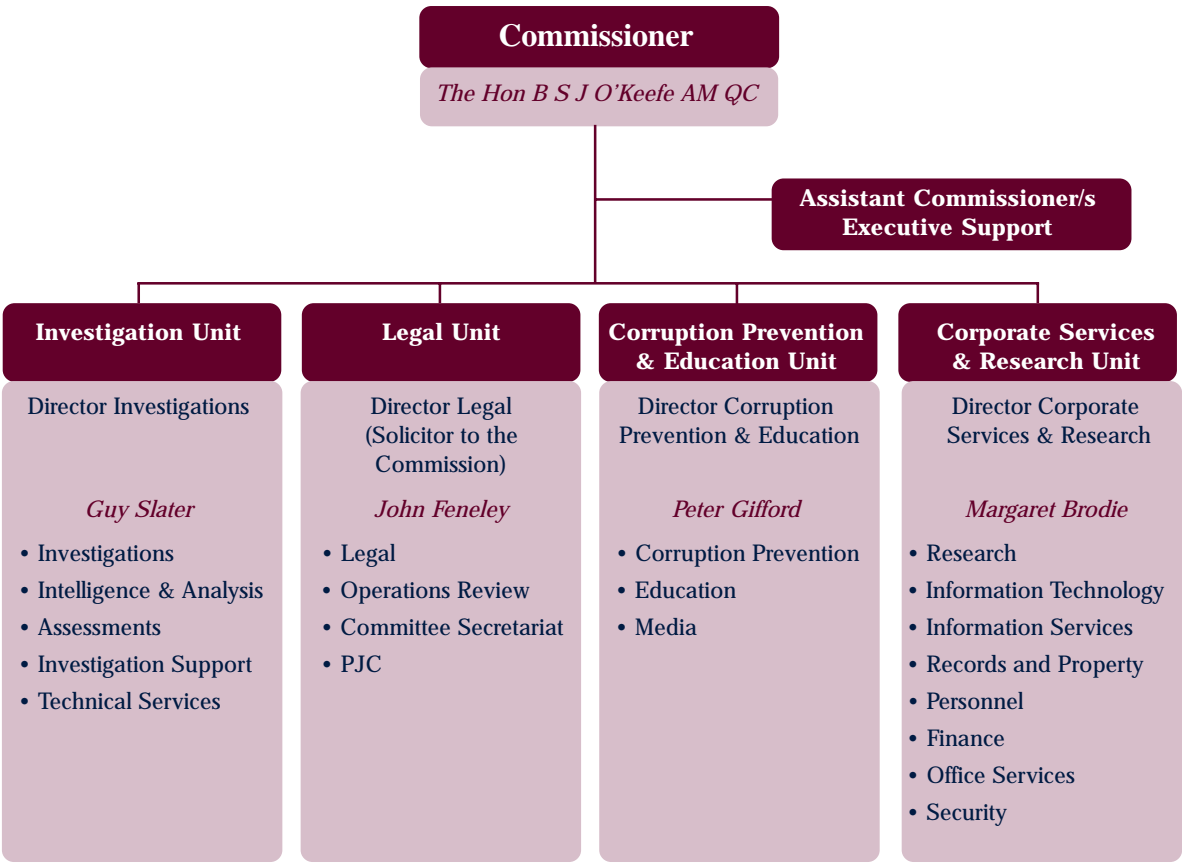 Commissioner
The Hon B S J O’Keefe AM QC
Assistant Commissioner/s
Executive Support
Investigation Unit
Director Investigations
Guy Slater
• Investigations
• Intelligence & Analysis
• Assessments
• Investigation Support
• Technical Services
Legal Unit
Director Legal
(Solicitor to the
Commission)
John Feneley
• Legal
• Operations Review
• Committee Secretariat
• PJC
Corruption Prevention
& Education Unit
Director Corruption
Prevention & Education
Peter Gifford
• Corruption Prevention
• Education
• Media
Corporate Services
& Research Unit
Director Corporate
Services & Research
Margaret Brodie
• Research
• Information Technology
• Information Services
• Records and Property
• Personnel
• Finance
• Office Services
• Security